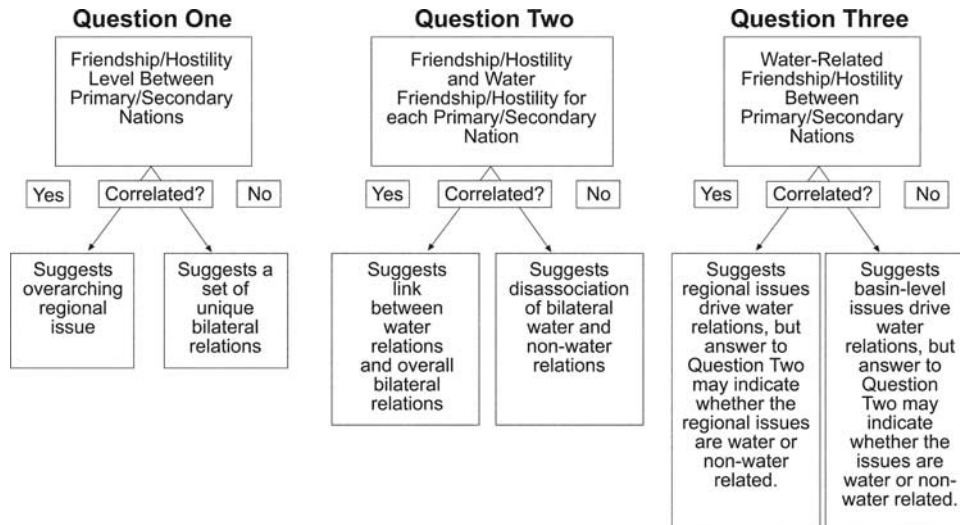 Question One
Friendship/Hostility
Level Between
Primary/Secondary
Nations
Yes
Correlated?
No
Suggests
overarching
regional
issue
Suggests a
set of
unique
bilateral
relations
Question Two
Friendship/Hostility
and Water
Friendship/Hostility for
each Primary/Secondary
Nation
Yes
Correlated?
No
Suggests
link
between
water
relations
and overall
bilateral
relations
Suggests
disassociation
of bilateral
water and
non-water
relations
Question Three
Water-Related
Friendship/Hostility
Between
Primary/Secondary
Nations
Yes
Correlated?
No
Suggests
regional issues
drive water
relations, but
answer to
Question Two
may indicate
whether the
regional issues
are water or
non-water
related.
Suggests
basin-level
issues drive
water
relations, but
answer to
Question
Two may
indicate
whether the
issues are
water or non-
water related.